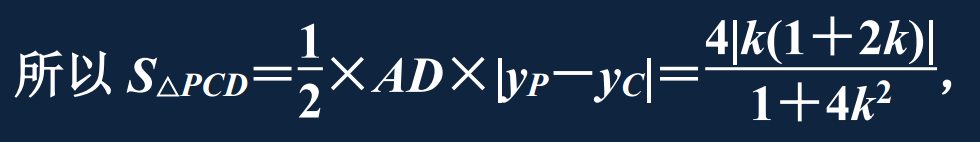 所以 S△PCD=1/2×AD×|yP－yC|=4|k(1＋2k)|/1＋4k²,